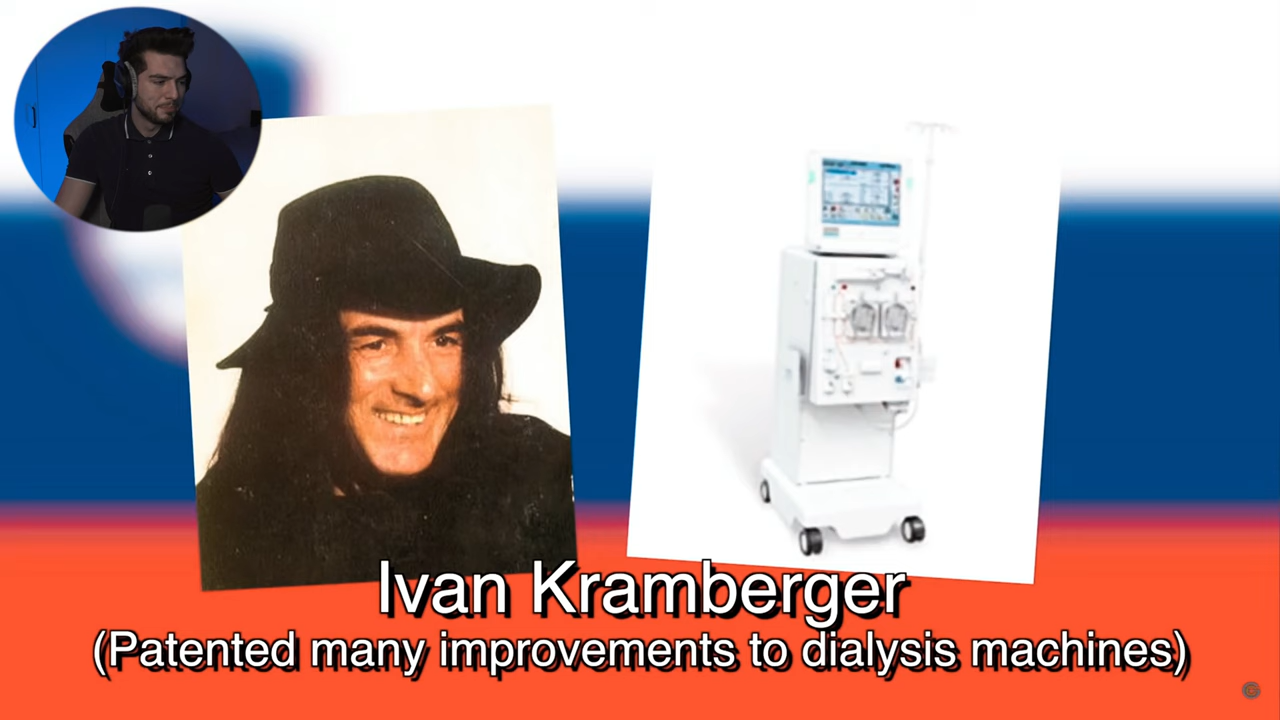 Ivan Kramberger
(Patented many improvements to dialysis machines)